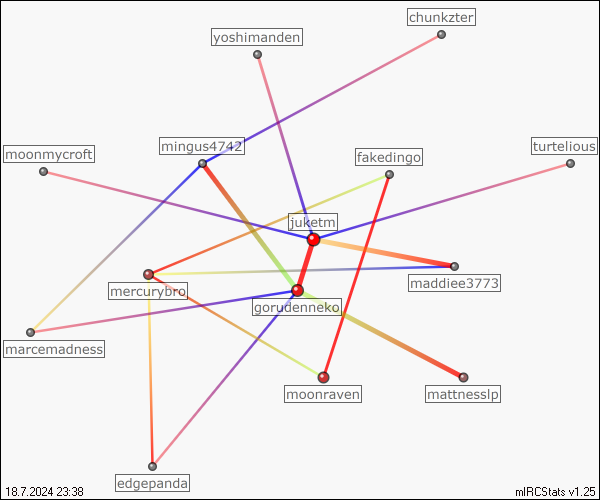 chunkzter
yoshimanden
mingus4742
turtelious
moonmycroft
fakedingo
juketm
maddiee3773
mercurybro
gorudenneko
marcemadness
moonraven
mattnesslp
edgepanda
18.7.2024 23:38
mIRCStats v1.25